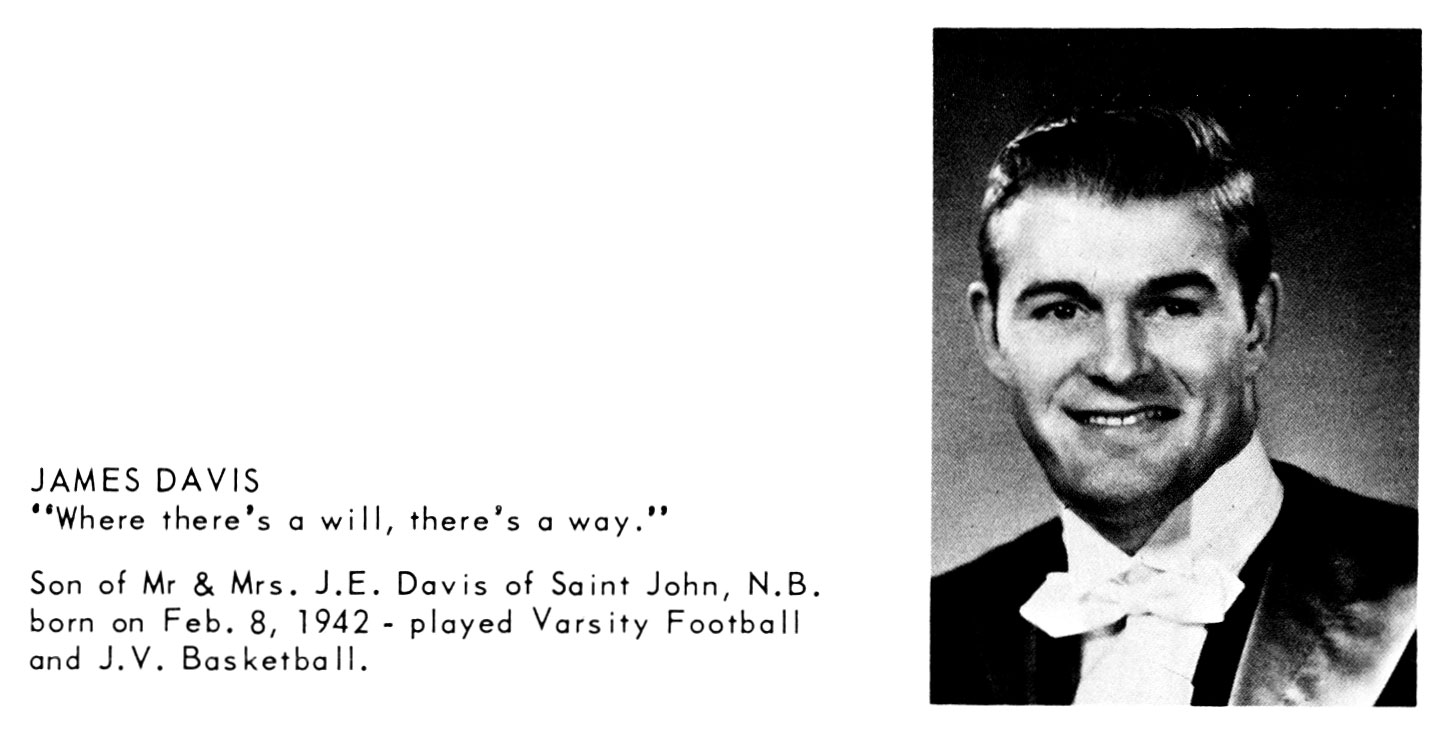 JAMES DAVIS
"Where there's a will, there's a way."
Son of Mr & Mrs. J.E. Davis of Saint John, N.B.
born on Feb. 8, 1942 - played Varsity Football
and J.V. Basketball.